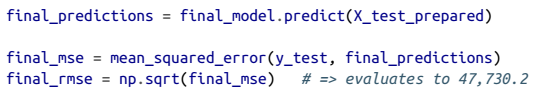 final_predictions = final_model.predict(X_test_prepared)
final_mse = mean_squared_error(y_test, final_predictions)
final_rmse = np.sqrt(final_mse)   # => evaluates to 47,730.2